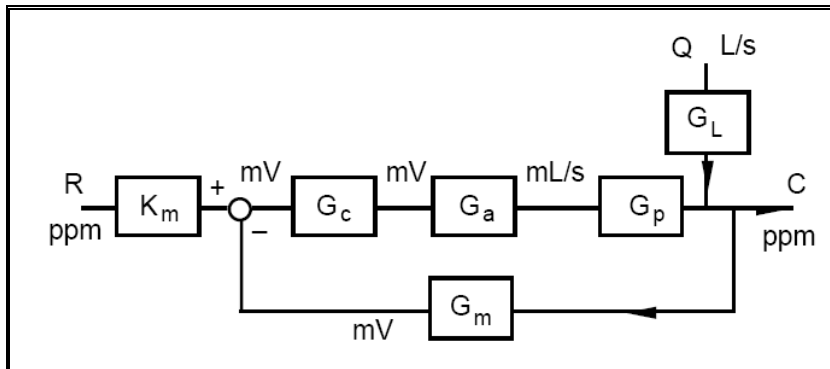 Q L/s
G_L
R mV mV mL/s C
+
K_m G_c G_a G_p
−
ppm ppm
G_m
mV